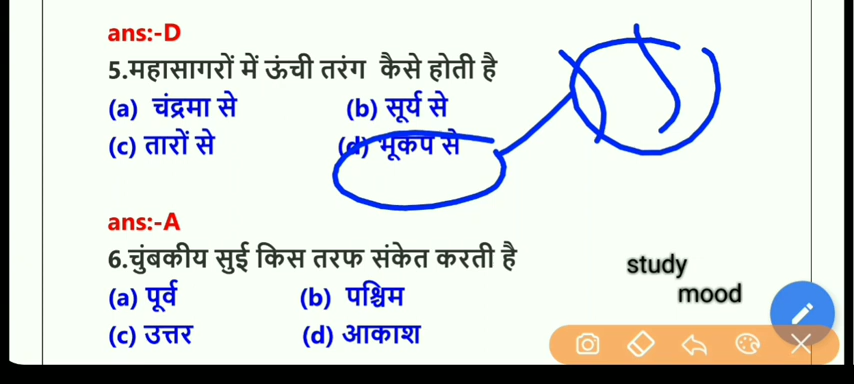 ans:-D
5.महासागरों में ऊंची तरंग कैसे होती है
(a) चंद्रमा से (b) सूर्य से
(c) तारों से (d) भूकंप से
ans:-A
6.चुंबकीय सुई किस तरफ संकेत करती है
study
(a) पूर्व (b) पश्चिम
mood
(c) उत्तर (d) आकाश